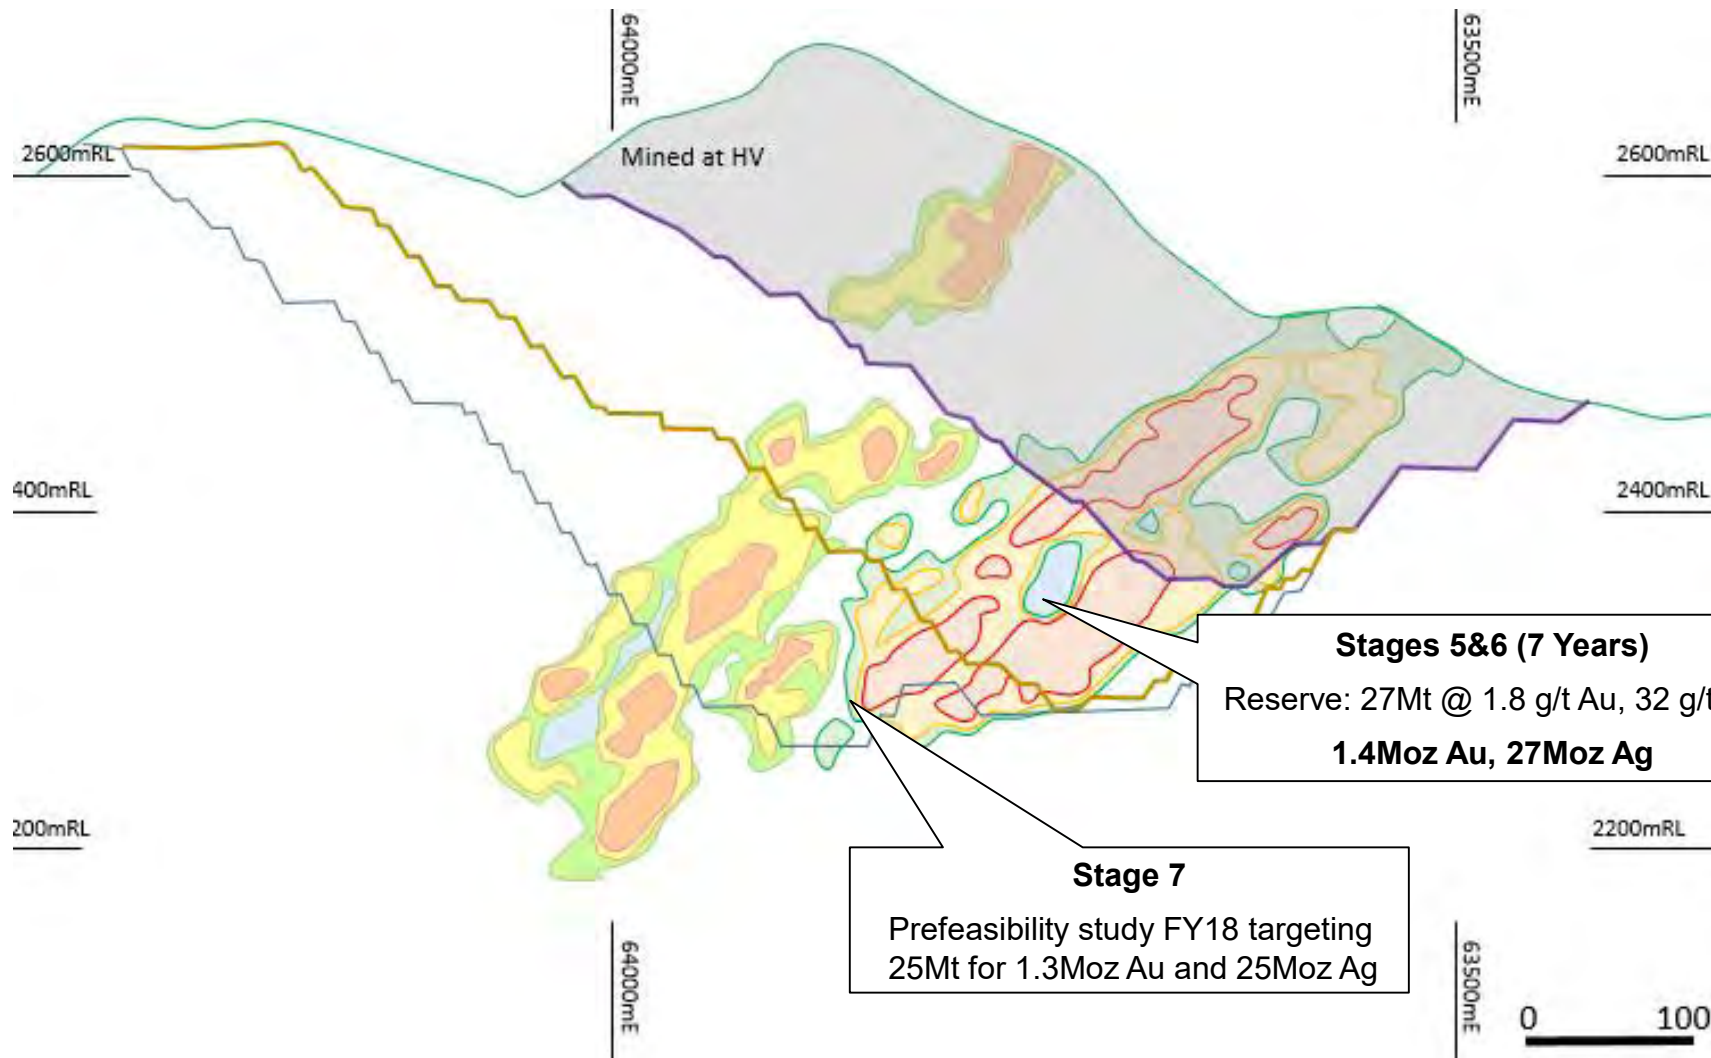 64000mE
63500mE
2600mRL
Mined at HV
2600mRL
400mRL
2400mRL
Stages 5&6 (7 Years)
Reserve: 27Mt @ 1.8 g/t Au, 32 g/t
1.4Moz Au, 27Moz Ag
200mRL
2200mRL
Stage 7
Prefeasibility study FY18 targeting
25Mt for 1.3Moz Au and 25Moz Ag
64000mE
63500mE
0 100